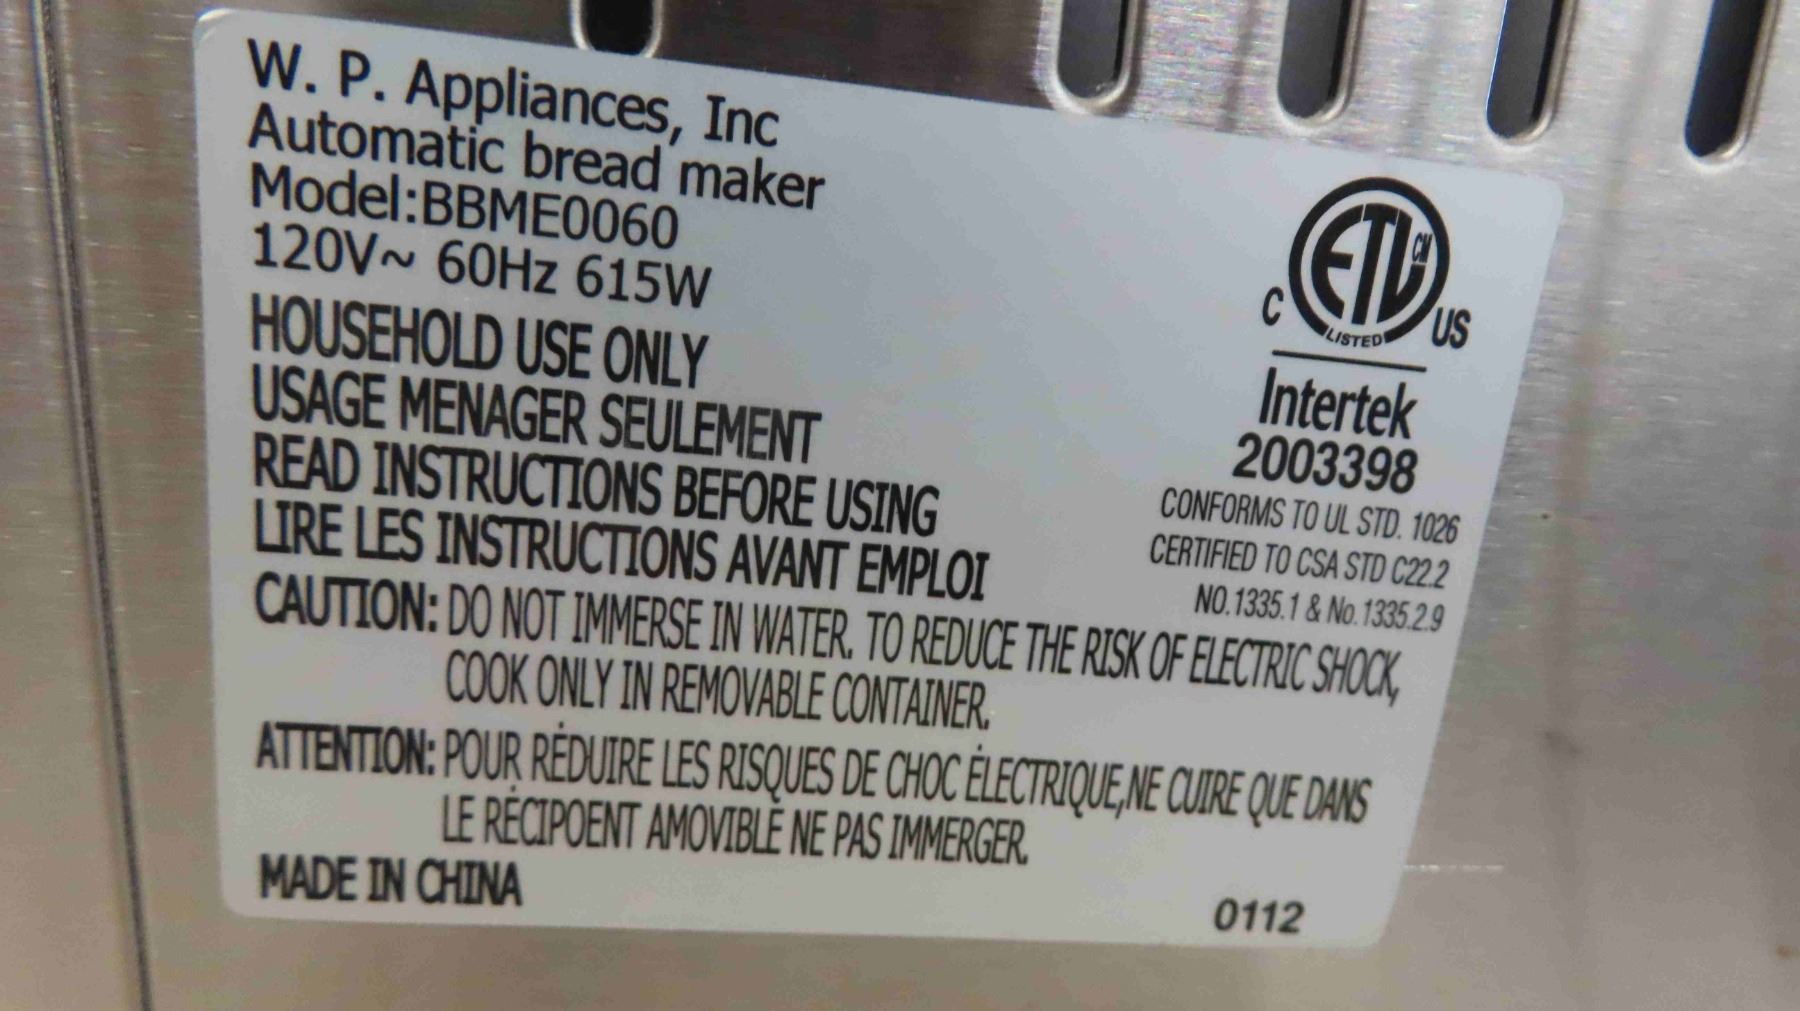 W. P. Appliances, Inc
Automatic bread maker
Model:BBME0060
120V~ 60Hz 615W
HOUSEHOLD USE ONLY
USAGE MENAGER SEULEMENT
READ INSTRUCTIONS BEFORE USING
LIRE LES INSTRUCTIONS AVANT EMPLOI
CAUTION: DO NOT IMMERSE IN WATER. TO REDUCE THE RISK OF ELECTRIC SHOCK,
COOK ONLY IN REMOVABLE CONTAINER.
ATTENTION: POUR RÉDUIRE LES RISQUES DE CHOC ÉLECTRIQUE,NE CUIRE QUE DANS
LE RÉCIPOENT AMOVIBLE NE PAS IMMERGER.
MADE IN CHINA
C ETL CM US
LISTED
Intertek
2003398
CONFORMS TO UL STD. 1026
CERTIFIED TO CSA STD C22.2
NO.1335.1 & No.1335.2.9
0112